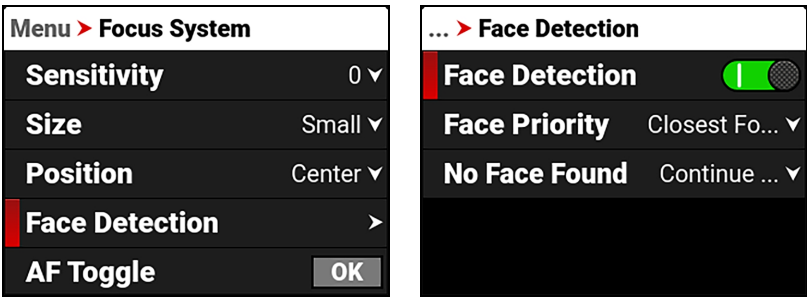 Menu > Focus System
Sensitivity 0
Size Small
Position Center
Face Detection
AF Toggle OK
... > Face Detection
Face Detection
Face Priority Closest Fo...
No Face Found Continue ...